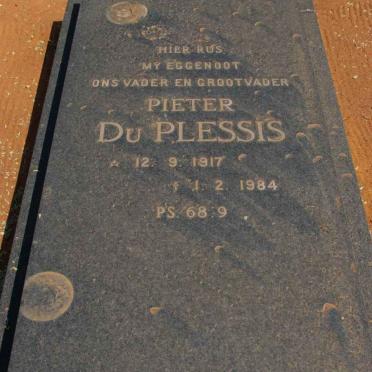 HIER RUS
MY EGGENOOT
ONS VADER EN GROOTVADER
PIETER
DU PLESSIS
☆ 12. 9. 1917
† 1. 2. 1984
PS. 68.9